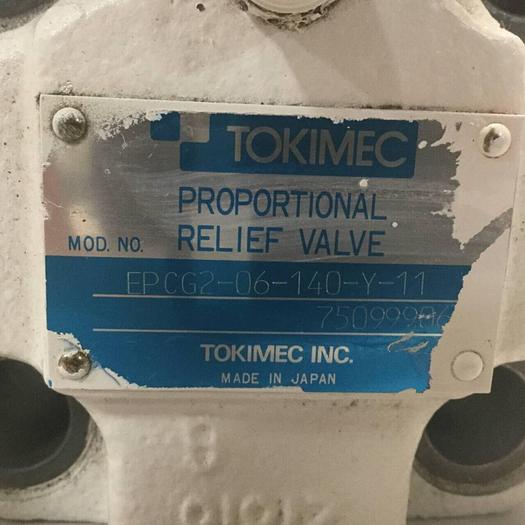 TOKIMEC
PROPORTIONAL
MOD. NO. RELIEF VALVE
EPCG2-06-140-Y-11
TOKIMEC INC.
MADE IN JAPAN